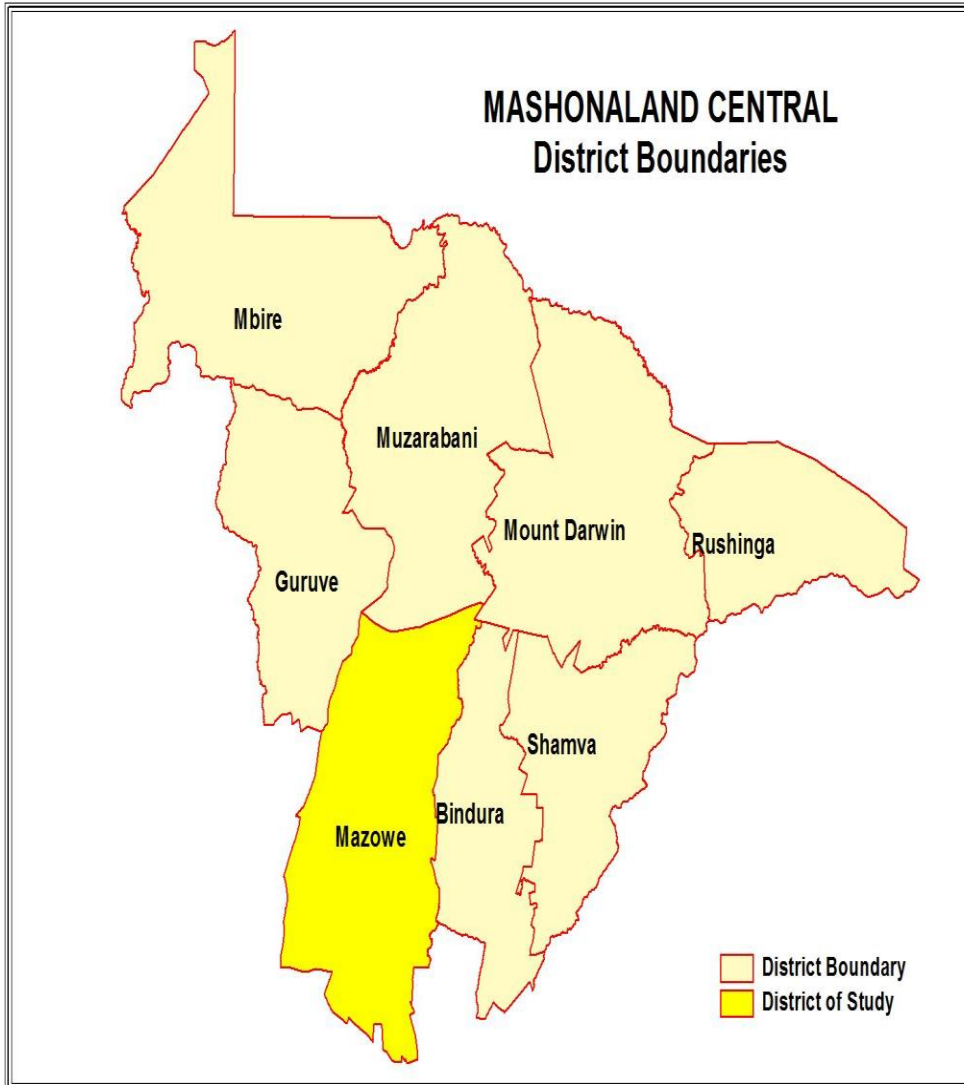 MASHONALAND CENTRAL
District Boundaries
Mbire
Muzarabani
Mount Darwin
Rushinga
Guruve
Shamva
Bindura
Mazowe
District Boundary
District of Study